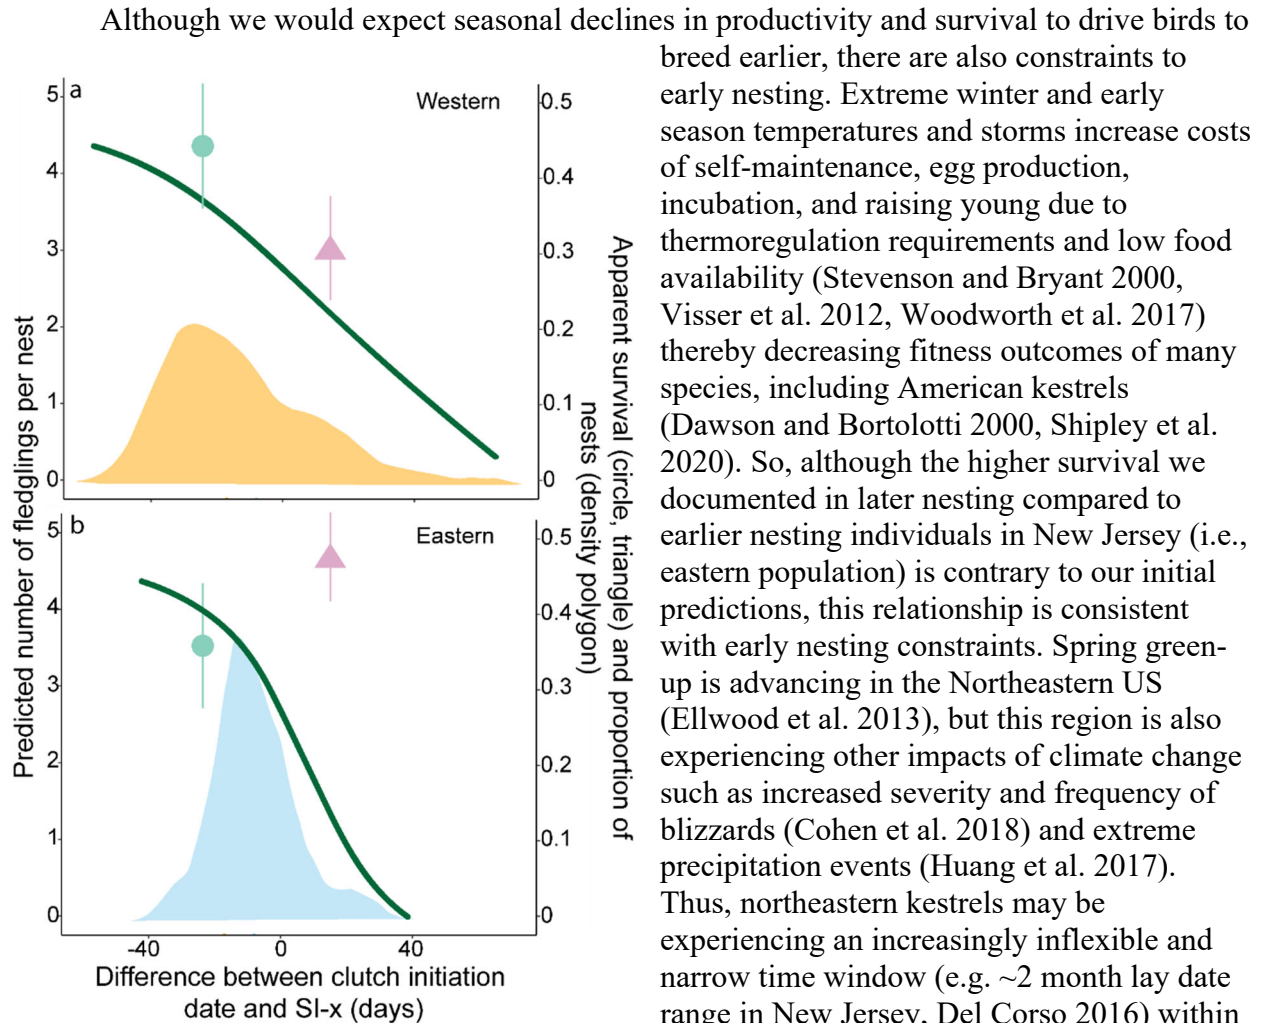 Although we would expect seasonal declines in productivity and survival to drive birds to
breed earlier, there are also constraints to
early nesting. Extreme winter and early
season temperatures and storms increase costs
of self-maintenance, egg production,
incubation, and raising young due to
thermoregulation requirements and low food
availability (Stevenson and Bryant 2000,
Visser et al. 2012, Woodworth et al. 2017)
thereby decreasing fitness outcomes of many
species, including American kestrels
(Dawson and Bortolotti 2000, Shipley et al.
2020). So, although the higher survival we
documented in later nesting compared to
earlier nesting individuals in New Jersey (i.e.,
eastern population) is contrary to our initial
predictions, this relationship is consistent
with early nesting constraints. Spring green-
up is advancing in the Northeastern US
(Ellwood et al. 2013), but this region is also
experiencing other impacts of climate change
such as increased severity and frequency of
blizzards (Cohen et al. 2018) and extreme
precipitation events (Huang et al. 2017).
Thus, northeastern kestrels may be
experiencing an increasingly inflexible and
narrow time window (e.g. ~2 month lay date
range in New Jersey, Del Corso 2016) within
a
Western
5
4
3
2
1
0
0.5
0.4
0.3
0.2
0.1
0
b
Eastern
5
4
3
2
1
0
0.5
0.4
0.3
0.2
0.1
0
-40
0
40
Predicted number of fledglings per nest
Apparent survival (circle, triangle) and proportion of
nests (density polygon)
Difference between clutch initiation
date and SI-x (days)